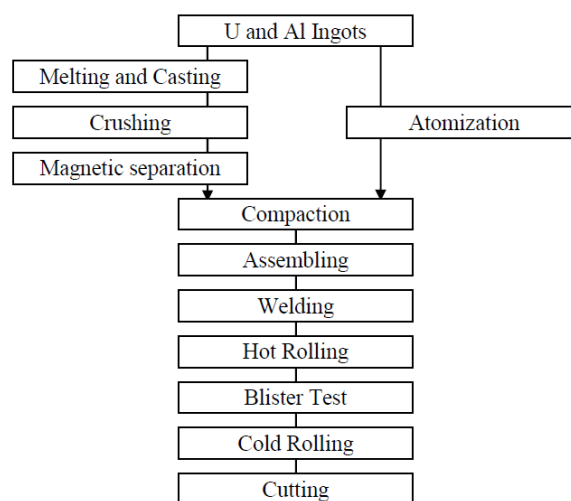 U and Al Ingots
Melting and Casting
Crushing
Atomization
Magnetic separation
Compaction
Assembling
Welding
Hot Rolling
Blister Test
Cold Rolling
Cutting